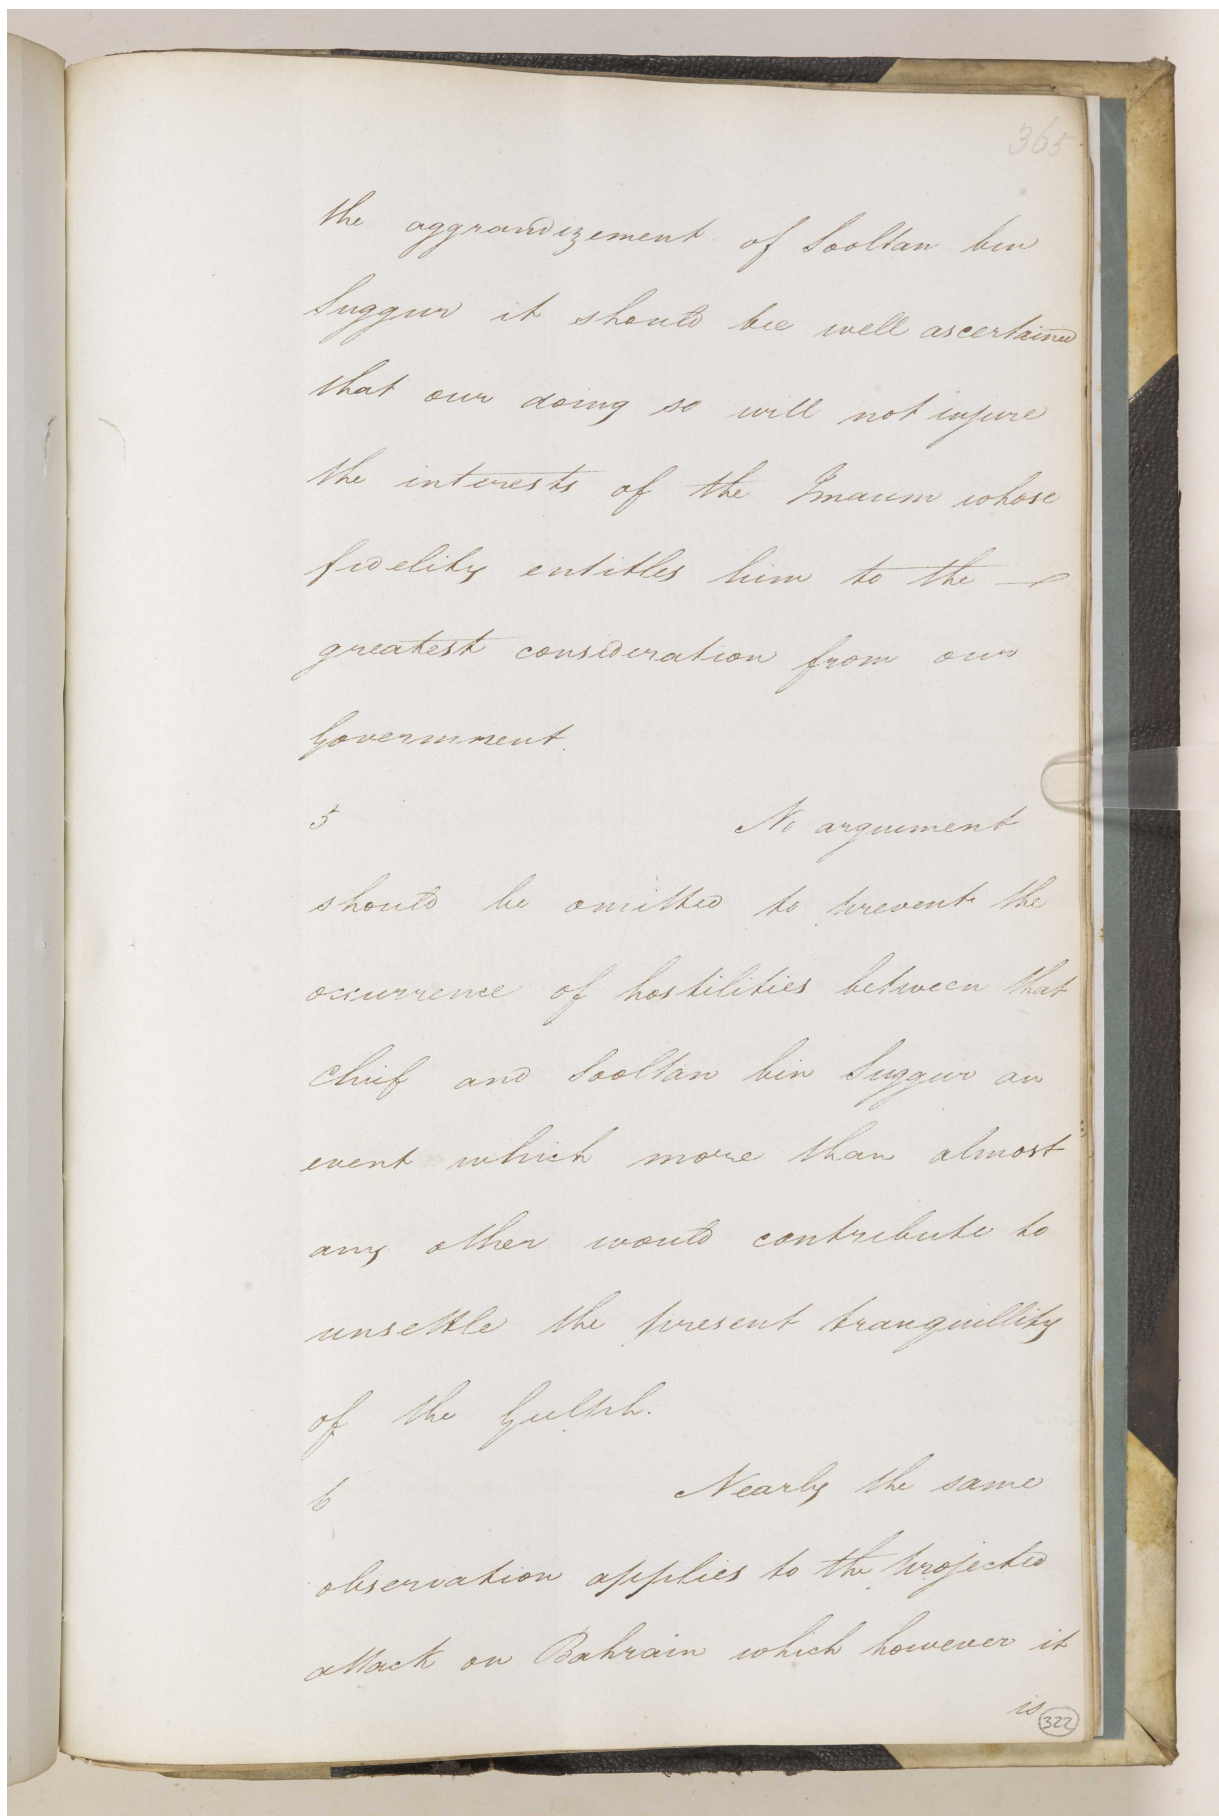 365
the aggrandizement of Sooltan bin
Suggur it should be well ascertained
that our doing so will not injure
the interests of the Imaum whose
fidelity entitles him to the
greatest consideration from our
Government.
5 No argument
should be omitted to prevent the
occurrence of hostilities between that
Chief and Sooltan bin Suggur an
event which more than almost
any other would contribute to
unsettle the present tranquillity
of the Gulph.
6 Nearly the same
observation applies to the projected
attack on Bahrain which however it
is
322